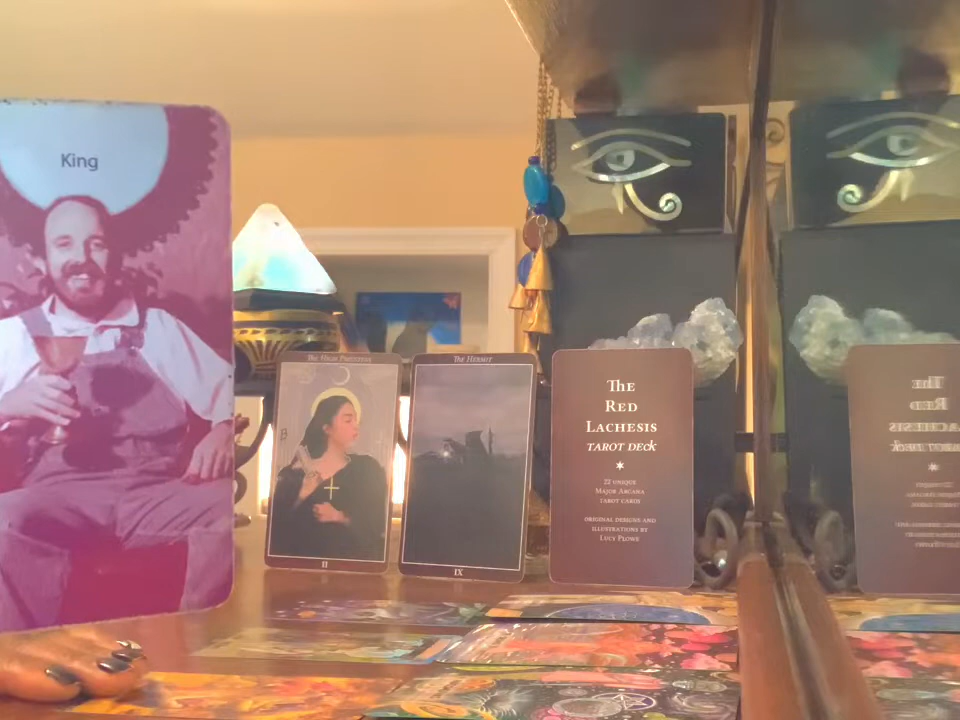 King
The High Priestess
II
The Hermit
IX
The
Red
Lachesis
tarot deck
22 unique
Major Arcana
tarot cards
original designs and
illustrations by
Lucy Plowe